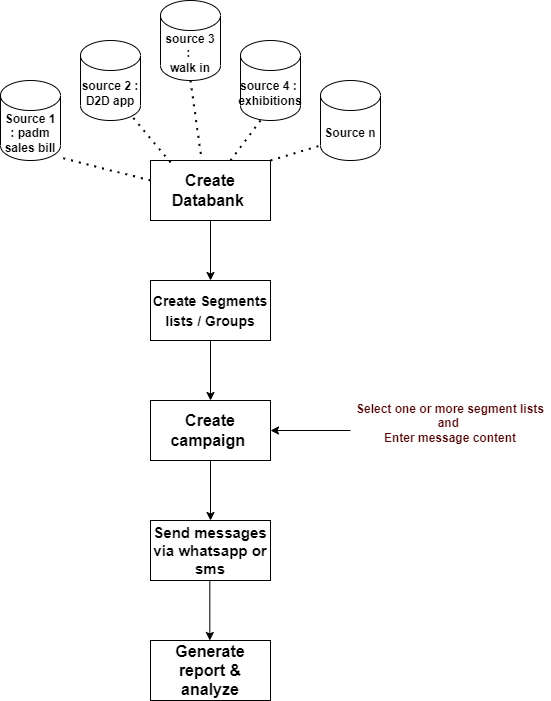 source 3
:
walk in
source 2 :
D2D app
source 4 :
exhibitions
Source 1
: padm
sales bill
Source n
Create
Databank
Create Segments
lists / Groups
Create
campaign
Select one or more segment lists
and
Enter message content
Send messages
via whatsapp or
sms
Generate
report &
analyze